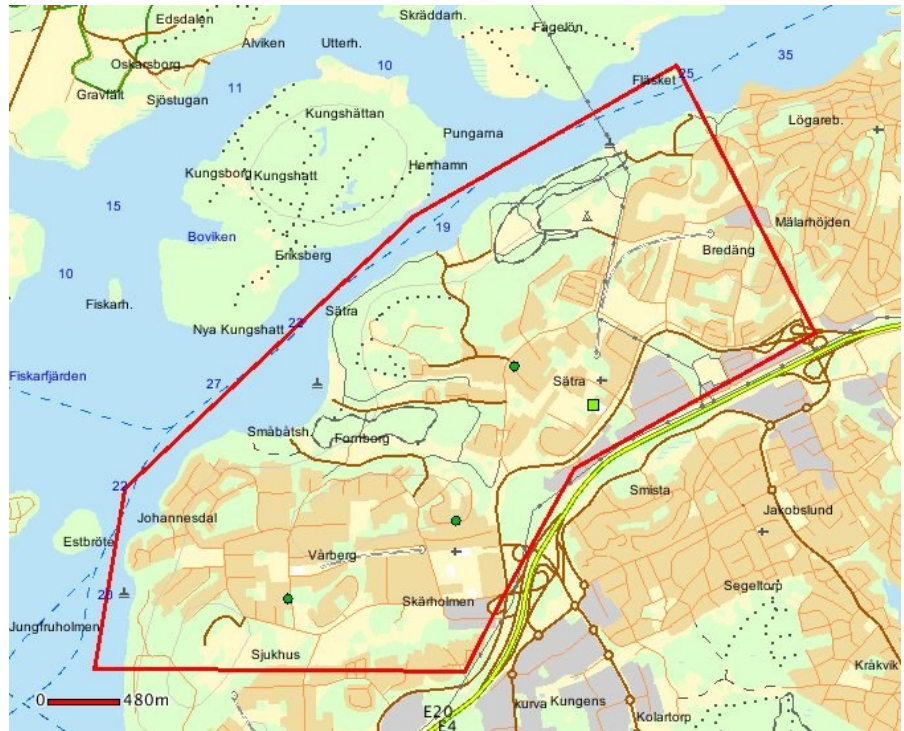 Skräddarh.
Edsdalen
Fågelön
Alviken
Utterh.
35
Oskarsborg
10
25
Fläsket
11
Gravfält
Sjöstugan
Kungshättan
Lögareb.
Pungarna
Herrhamn
Kungsborg
Kungshatt
15
Mälarhöjden
19
Boviken
Bredäng
Eriksberg
10
Fiskarh.
Sätra
22
Nya Kungshatt
Fiskarfjärden
27
Sätra
Småbåtsh.
Fornborg
22
Smista
Johannesdal
Jakobslund
Estbröte
Vårberg
Segeltorp
20
Skärholmen
Jungfruholmen
Sjukhus
Kråkvik
0
480m
kurva
Kungens
E20
Kolartorp
E4